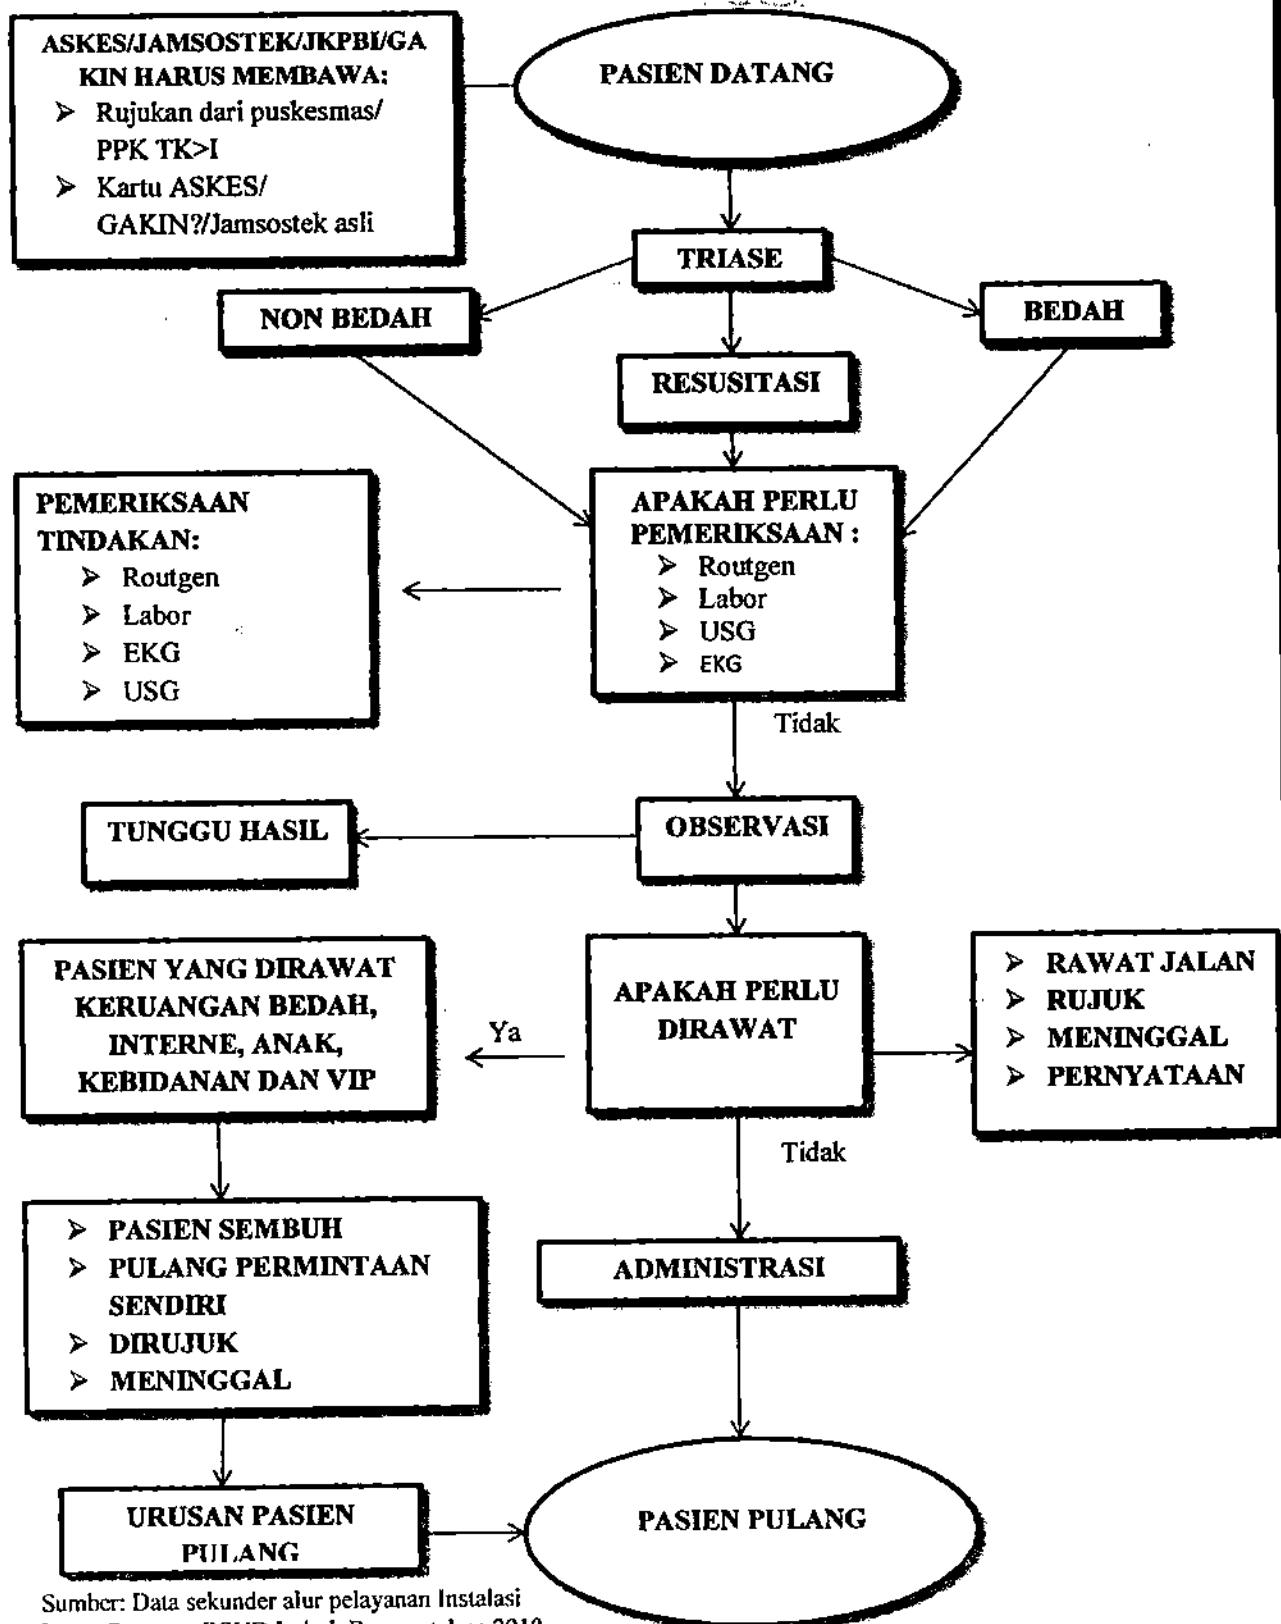 ASKES/JAMSOSTEK/JKPBI/GA
KIN HARUS MEMBAWA:
➢ Rujukan dari puskesmas/
PPK TK>I
➢ Kartu ASKES/
GAKIN?/Jamsostek asli
PASIEN DATANG
TRIASE
NON BEDAH
BEDAH
RESUSITASI
PEMERIKSAAN
TINDAKAN:
➢ Routgen
➢ Labor
➢ EKG
➢ USG
APAKAH PERLU
PEMERIKSAAN :
➢ Routgen
➢ Labor
➢ USG
➢ EKG
Tidak
TUNGGU HASIL
OBSERVASI
PASIEN YANG DIRAWAT
KERUANGAN BEDAH,
INTERNE, ANAK,
KEBIDANAN DAN VIP
Ya
APAKAH PERLU
DIRAWAT
➢ RAWAT JALAN
➢ RUJUK
➢ MENINGGAL
➢ PERNYATAAN
Tidak
➢ PASIEN SEMBUH
➢ PULANG PERMINTAAN
SENDIRI
➢ DIRUJUK
➢ MENINGGAL
ADMINISTRASI
URUSAN PASIEN
PULANG
PASIEN PULANG
Sumber: Data sekunder alur pelayanan Instalasi